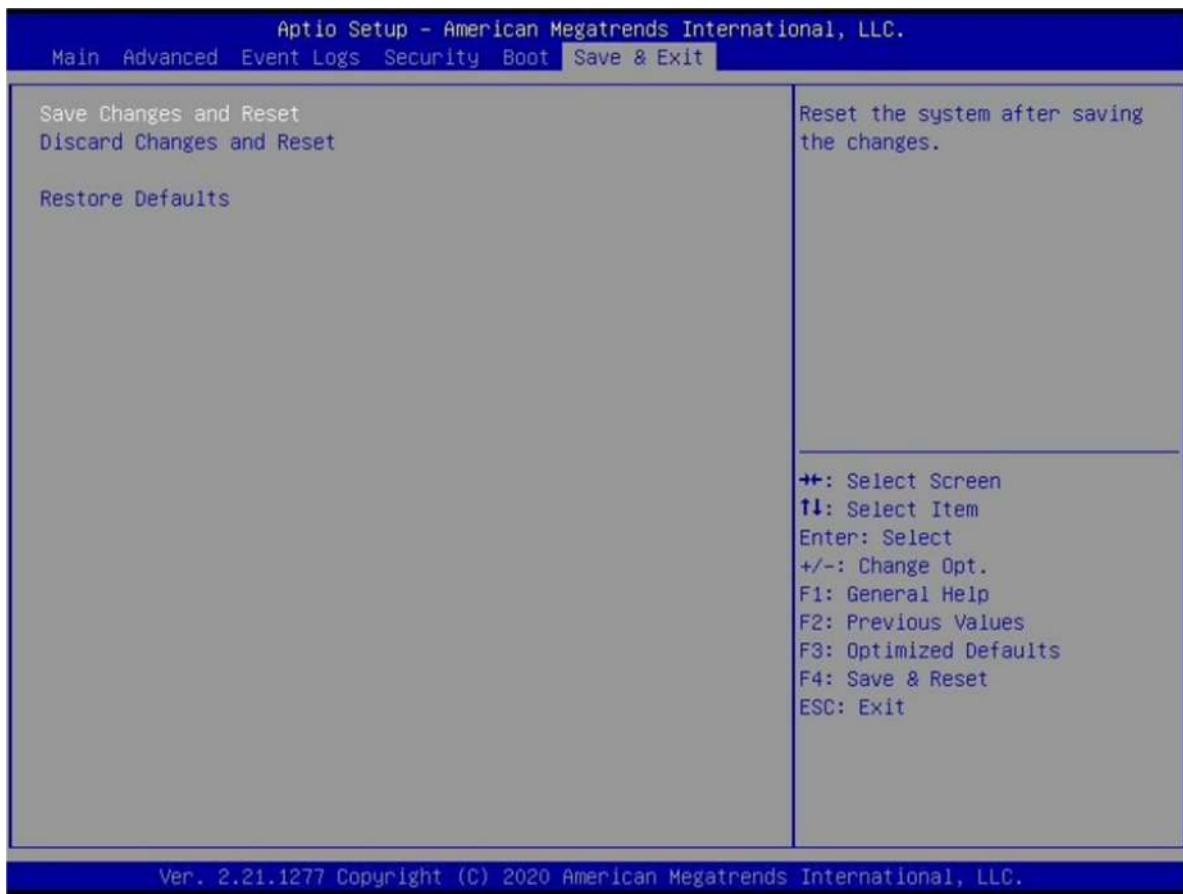 Aptio Setup – American Megatrends International, LLC.
Main Advanced Event Logs Security Boot Save & Exit
Save Changes and Reset
Discard Changes and Reset
Restore Defaults
Reset the system after saving
the changes.
→←: Select Screen
↑↓: Select Item
Enter: Select
+/-: Change Opt.
F1: General Help
F2: Previous Values
F3: Optimized Defaults
F4: Save & Reset
ESC: Exit
Ver. 2.21.1277 Copyright (C) 2020 American Megatrends International, LLC.